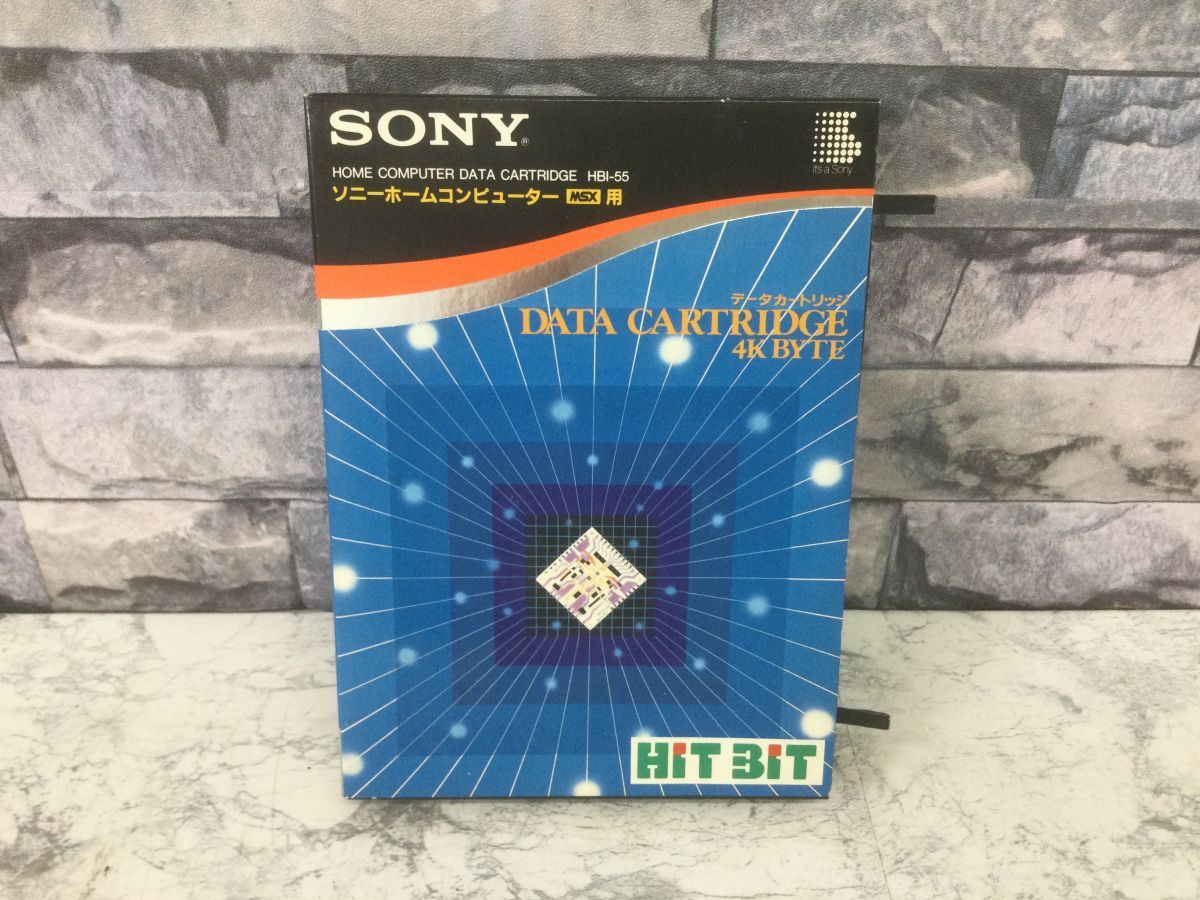 SONY®
its a Sony
HOME COMPUTER DATA CARTRIDGE HBI-55
ソニーホームコンピューター MSX 用
データカートリッジ
DATA CARTRIDGE
4K BYTE
HiT BiT